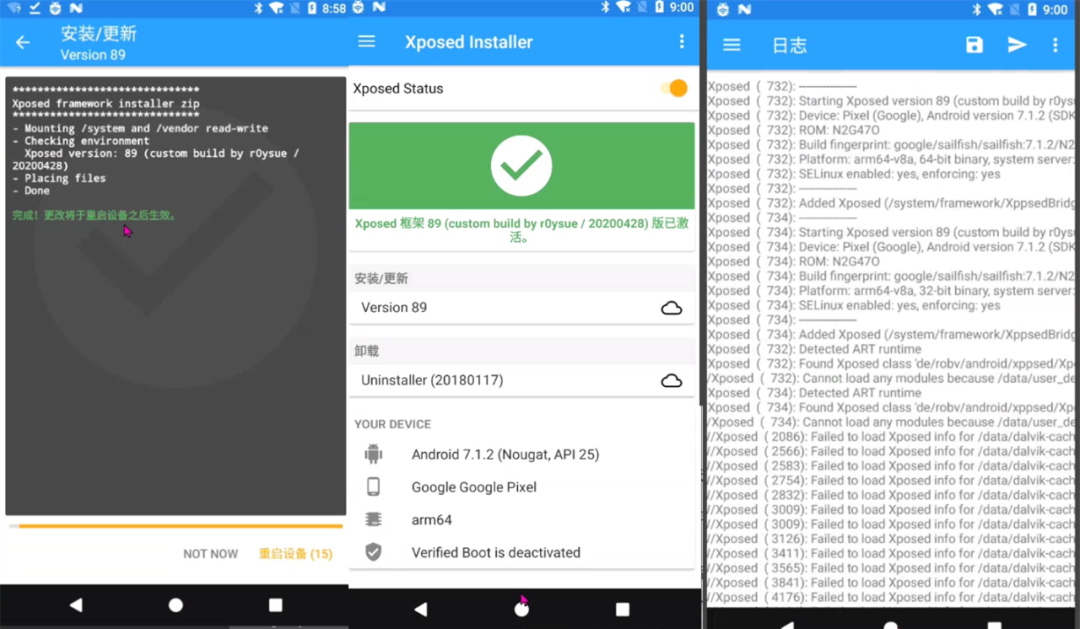 8:58
安装/更新
Version 89
******************************
Xposed framework installer zip
******************************
- Mounting /system and /vendor read-write
- Checking environment
Xposed version: 89 (custom build by r0ysue /
20200428)
- Placing files
- Done
完成！更改将于重启设备之后生效。
NOT NOW
重启设备 (15)
9:00
Xposed Installer
Xposed Status
Xposed 框架 89 (custom build by r0ysue / 20200428) 版已激
活。
安装/更新
Version 89
卸载
Uninstaller (20180117)
YOUR DEVICE
Android 7.1.2 (Nougat, API 25)
Google Google Pixel
arm64
Verified Boot is deactivated
9:00
日志
Xposed ( 732): -----------------
Xposed ( 732): Starting Xposed version 89 (custom build by r0ys
Xposed ( 732): Device: Pixel (Google), Android version 7.1.2 (SDK
Xposed ( 732): ROM: N2G47O
Xposed ( 732): Build fingerprint: google/sailfish/sailfish:7.1.2/N2
Xposed ( 732): Platform: arm64-v8a, 64-bit binary, system server:
Xposed ( 732): SELinux enabled: yes, enforcing: yes
Xposed ( 732): -----------------
Xposed ( 732): Added Xposed (/system/framework/XppsedBridg
Xposed ( 734): -----------------
Xposed ( 734): Starting Xposed version 89 (custom build by r0ysu
Xposed ( 734): Device: Pixel (Google), Android version 7.1.2 (SDK
Xposed ( 734): ROM: N2G47O
Xposed ( 734): Build fingerprint: google/sailfish/sailfish:7.1.2/N2
Xposed ( 734): Platform: arm64-v8a, 32-bit binary, system server:
Xposed ( 734): SELinux enabled: yes, enforcing: yes
Xposed ( 734): -----------------
Xposed ( 734): Added Xposed (/system/framework/XppsedBridg
Xposed ( 732): Detected ART runtime
Xposed ( 732): Found Xposed class 'de/robv/android/xppsed/Xp
/Xposed ( 732): Cannot load any modules because /data/user_de
Xposed ( 734): Detected ART runtime
Xposed ( 734): Found Xposed class 'de/robv/android/xppsed/Xp
/Xposed ( 734): Cannot load any modules because /data/user_de
//Xposed ( 2086): Failed to load Xposed info for /data/dalvik-cach
//Xposed ( 2566): Failed to load Xposed info for /data/dalvik-cach
//Xposed ( 2583): Failed to load Xposed info for /data/dalvik-cach
//Xposed ( 2754): Failed to load Xposed info for /data/dalvik-cach
//Xposed ( 2832): Failed to load Xposed info for /data/dalvik-cach
//Xposed ( 3009): Failed to load Xposed info for /data/dalvik-cach
//Xposed ( 3009): Failed to load Xposed info for /data/dalvik-cach
//Xposed ( 3126): Failed to load Xposed info for /data/dalvik-cach
//Xposed ( 3411): Failed to load Xposed info for /data/dalvik-cach
//Xposed ( 3565): Failed to load Xposed info for /data/dalvik-cach
//Xposed ( 3841): Failed to load Xposed info for /data/dalvik-cach
//Xposed ( 4176): Failed to load Xposed info for /data/dalvik-cach